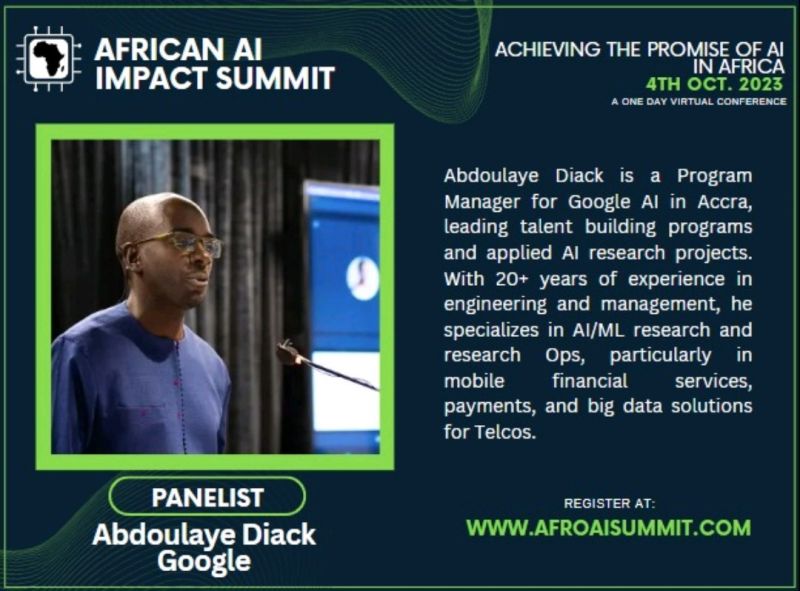 AFRICAN AI
IMPACT SUMMIT
ACHIEVING THE PROMISE OF AI
IN AFRICA
4TH OCT. 2023
A ONE DAY VIRTUAL CONFERENCE
Abdoulaye Diack is a Program
Manager for Google AI in Accra,
leading talent building programs
and applied AI research projects.
With 20+ years of experience in
engineering and management, he
specializes in AI/ML research and
research Ops, particularly in
mobile financial services,
payments, and big data solutions
for Telcos.
PANELIST
Abdoulaye Diack
Google
REGISTER AT:
WWW.AFROAISUMMIT.COM